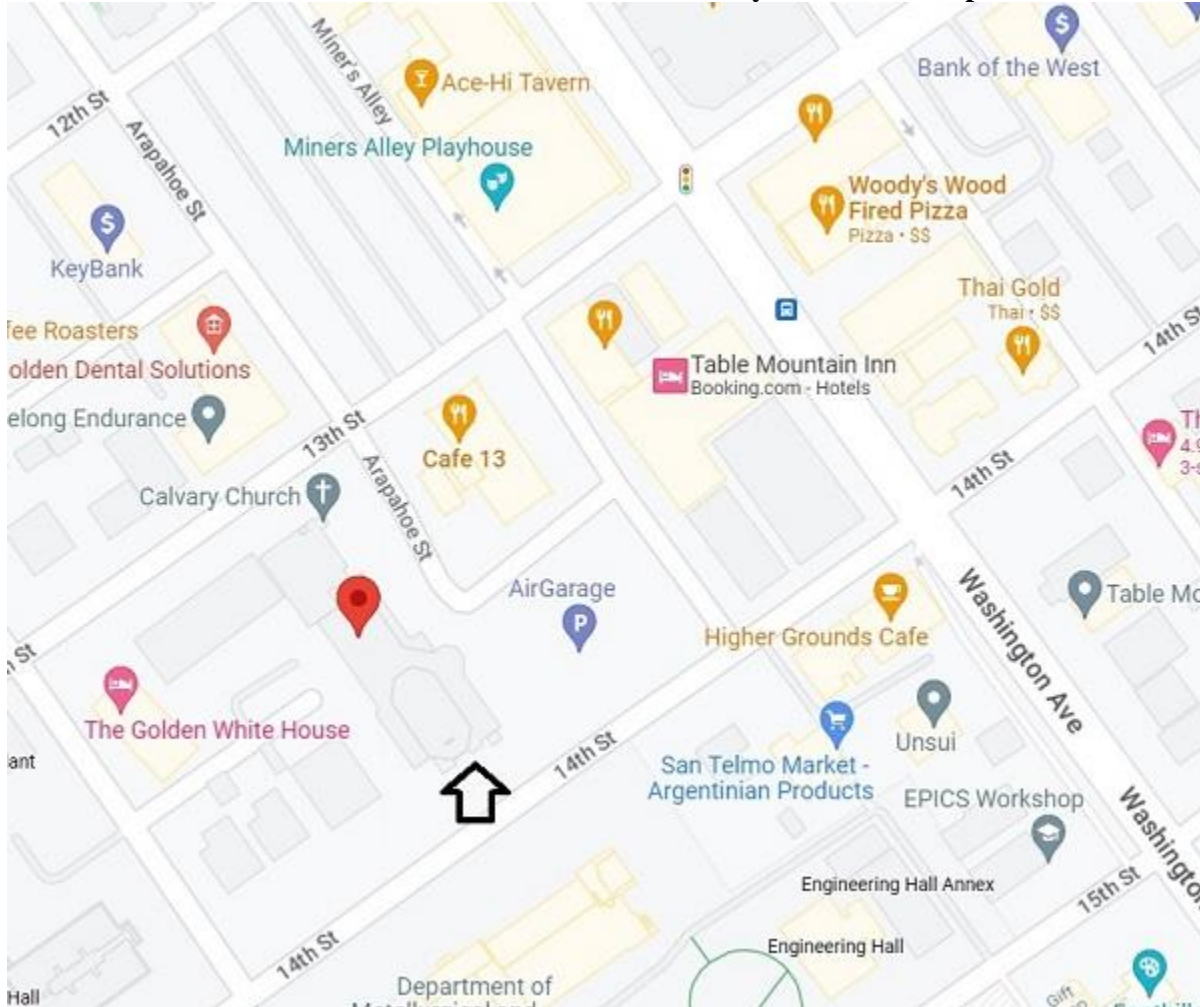 Miner's Alley
Ace-Hi Tavern
Bank of the West
12th St
Arapahoe St
Miners Alley Playhouse
Woody's Wood
Fired Pizza
Pizza • $$
KeyBank
Thai Gold
Thai • $$
14th St
ee Roasters
olden Dental Solutions
Table Mountain Inn
Booking.com - Hotels
elong Endurance
13th St
Cafe 13
14th St
4.9
3-s
Calvary Church
Arapahoe St
AirGarage
P
Higher Grounds Cafe
Washington Ave
Table Mo
St
The Golden White House
ant
14th St
San Telmo Market -
Argentinian Products
Unsui
EPICS Workshop
Washington
Engineering Hall Annex
15th St
Engineering Hall
14th St
Hall
Department of
Gift